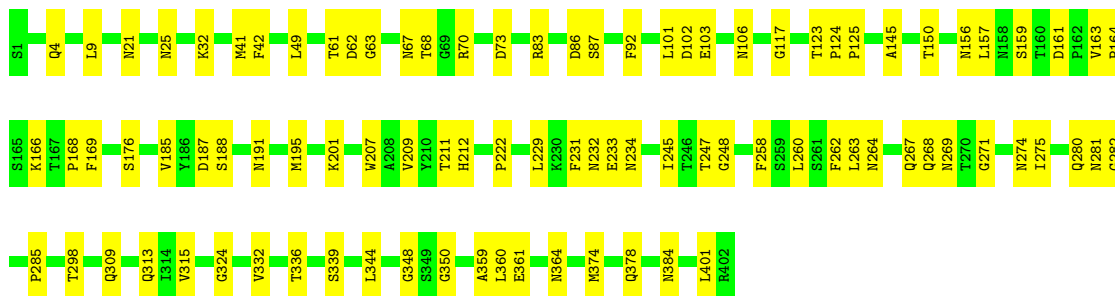 S1 Q4 L9 N21 N25 K32 M41 F42 L49 T61 D62 G63 N67 T68 G69 R70 D73 R83 D86 S87 F92 L101 D102 E103 N106 G117 T123 P124 P125 A145 T150 N156 L157 N158 S159 T160 D161 P162 V163
S165 K166 T167 P168 F169 S176 V185 Y186 D187 S188 N191 M195 K201 W207 A208 V209 Y210 T211 H212 P222 L229 K230 F231 N232 E233 N234 I245 T246 T247 G248 F258 S259 L260 S261 F262 L263 N264 Q267 Q268 N269 T270 G271 N274 I275 Q280 N281
P285 T298 Q309 Q313 I314 V315 G324 V332 T336 S339 L344 G348 S349 G350 A359 L360 E361 N364 M374 Q378 N384 L401 R402